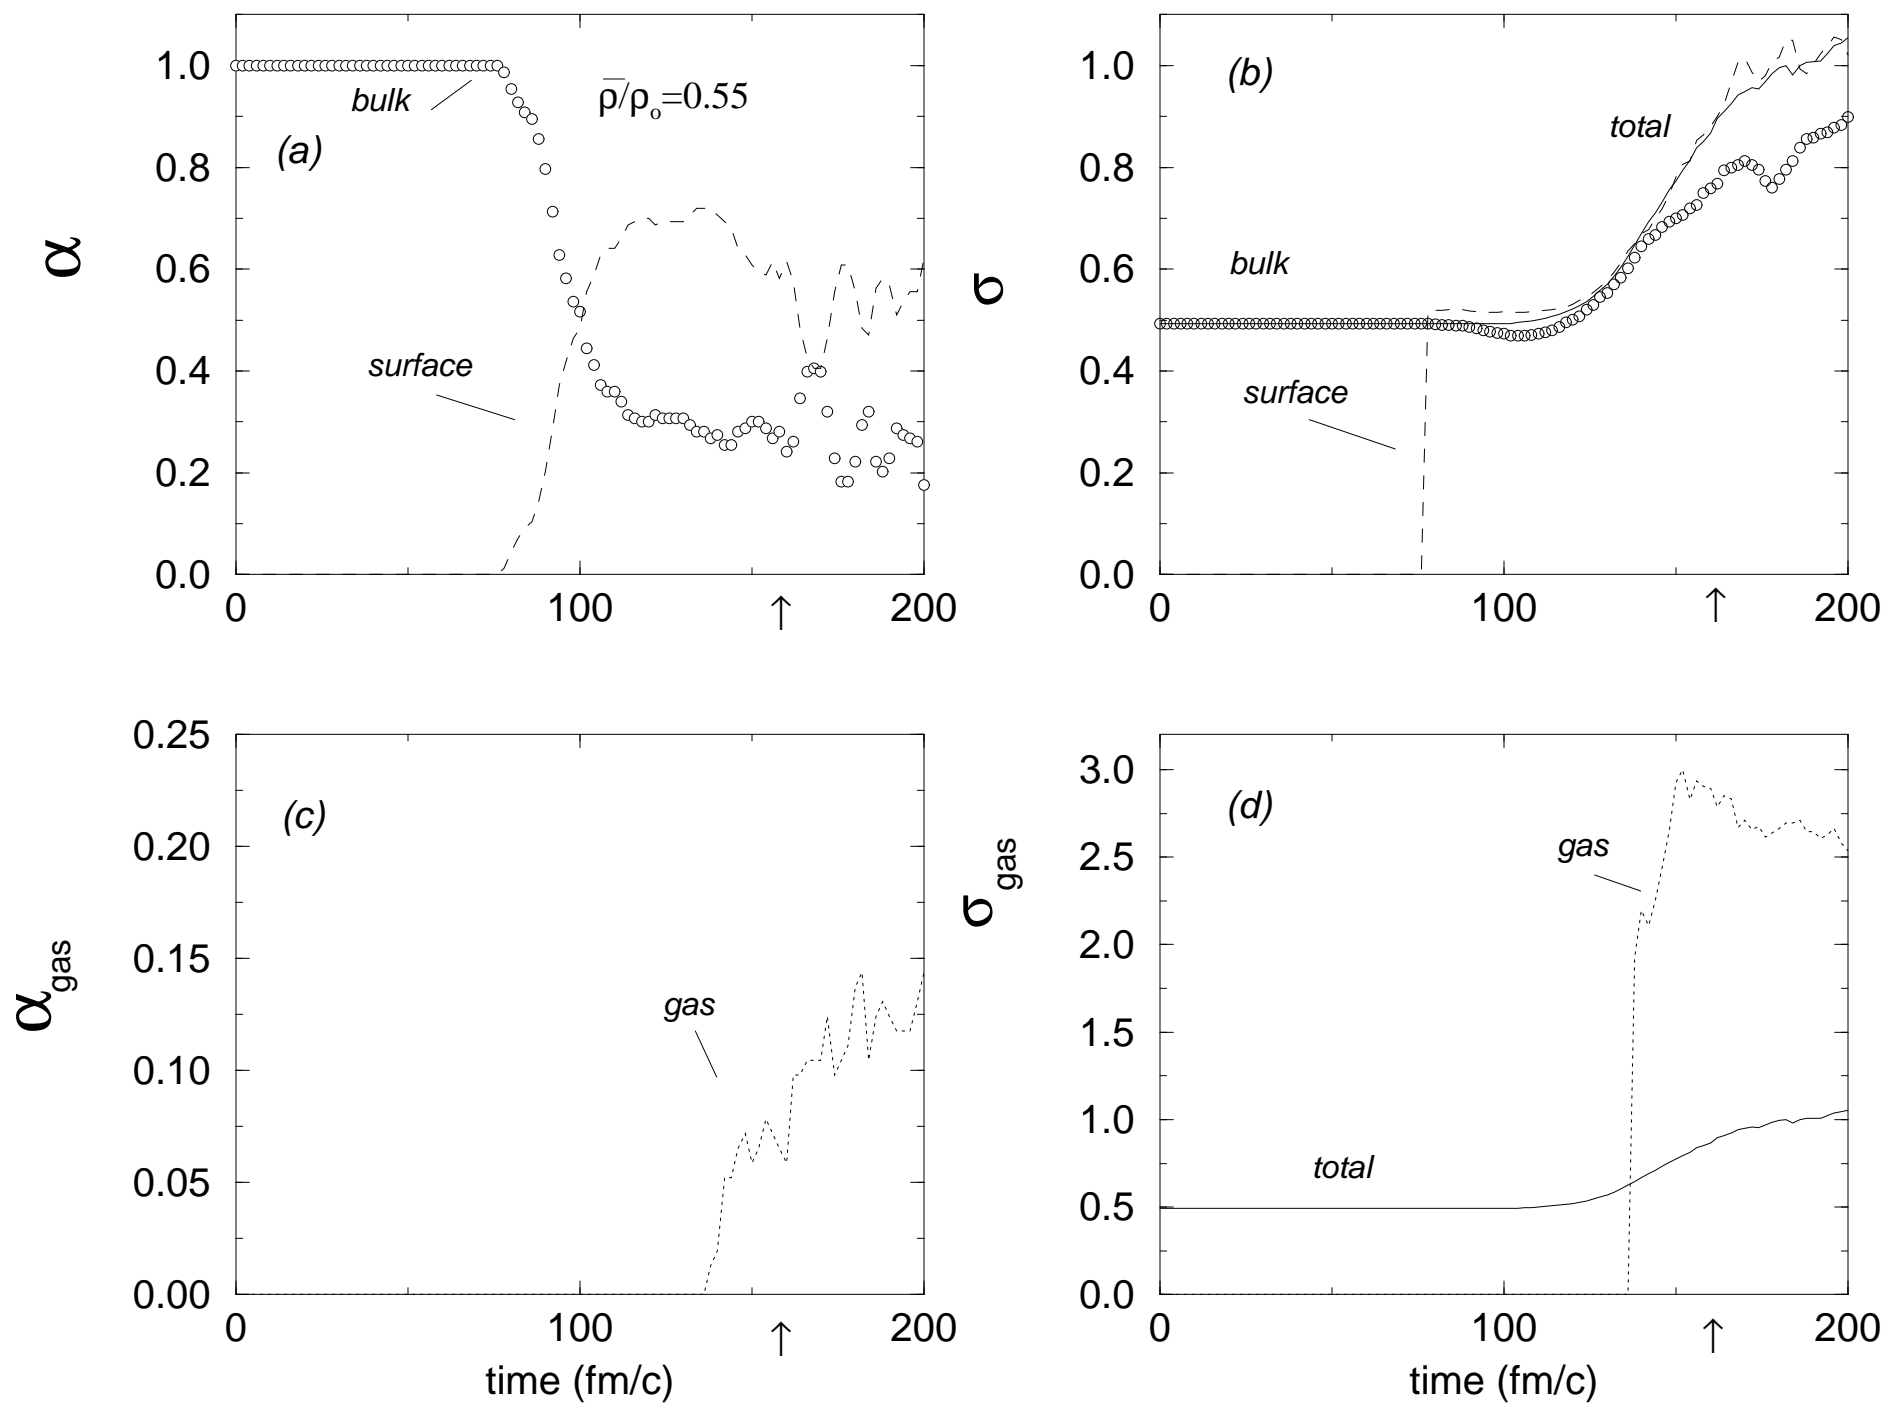 1.0
0.8
0.6
0.4
0.2
0.0
α
0
100
200
↑
bulk
ρ̅/ρₒ=0.55
(a)
surface
1.0
0.8
0.6
0.4
0.2
0.0
σ
0
100
200
↑
(b)
total
bulk
surface
0.25
0.20
0.15
0.10
0.05
0.00
α_gas
0
100
200
↑
time (fm/c)
(c)
gas
3.0
2.5
2.0
1.5
1.0
0.5
0.0
σ_gas
0
100
200
↑
time (fm/c)
(d)
gas
total